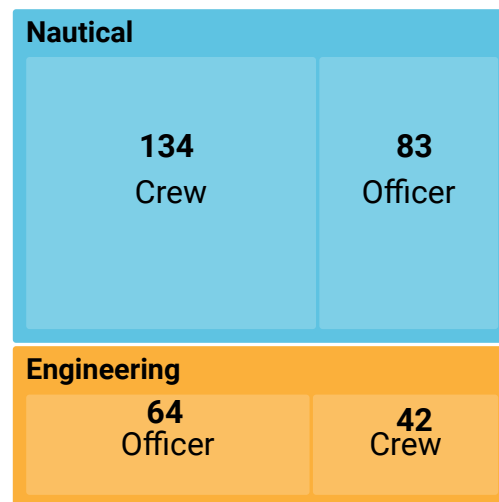 Nautical
134
Crew
83
Officer
Engineering
64
Officer
42
Crew